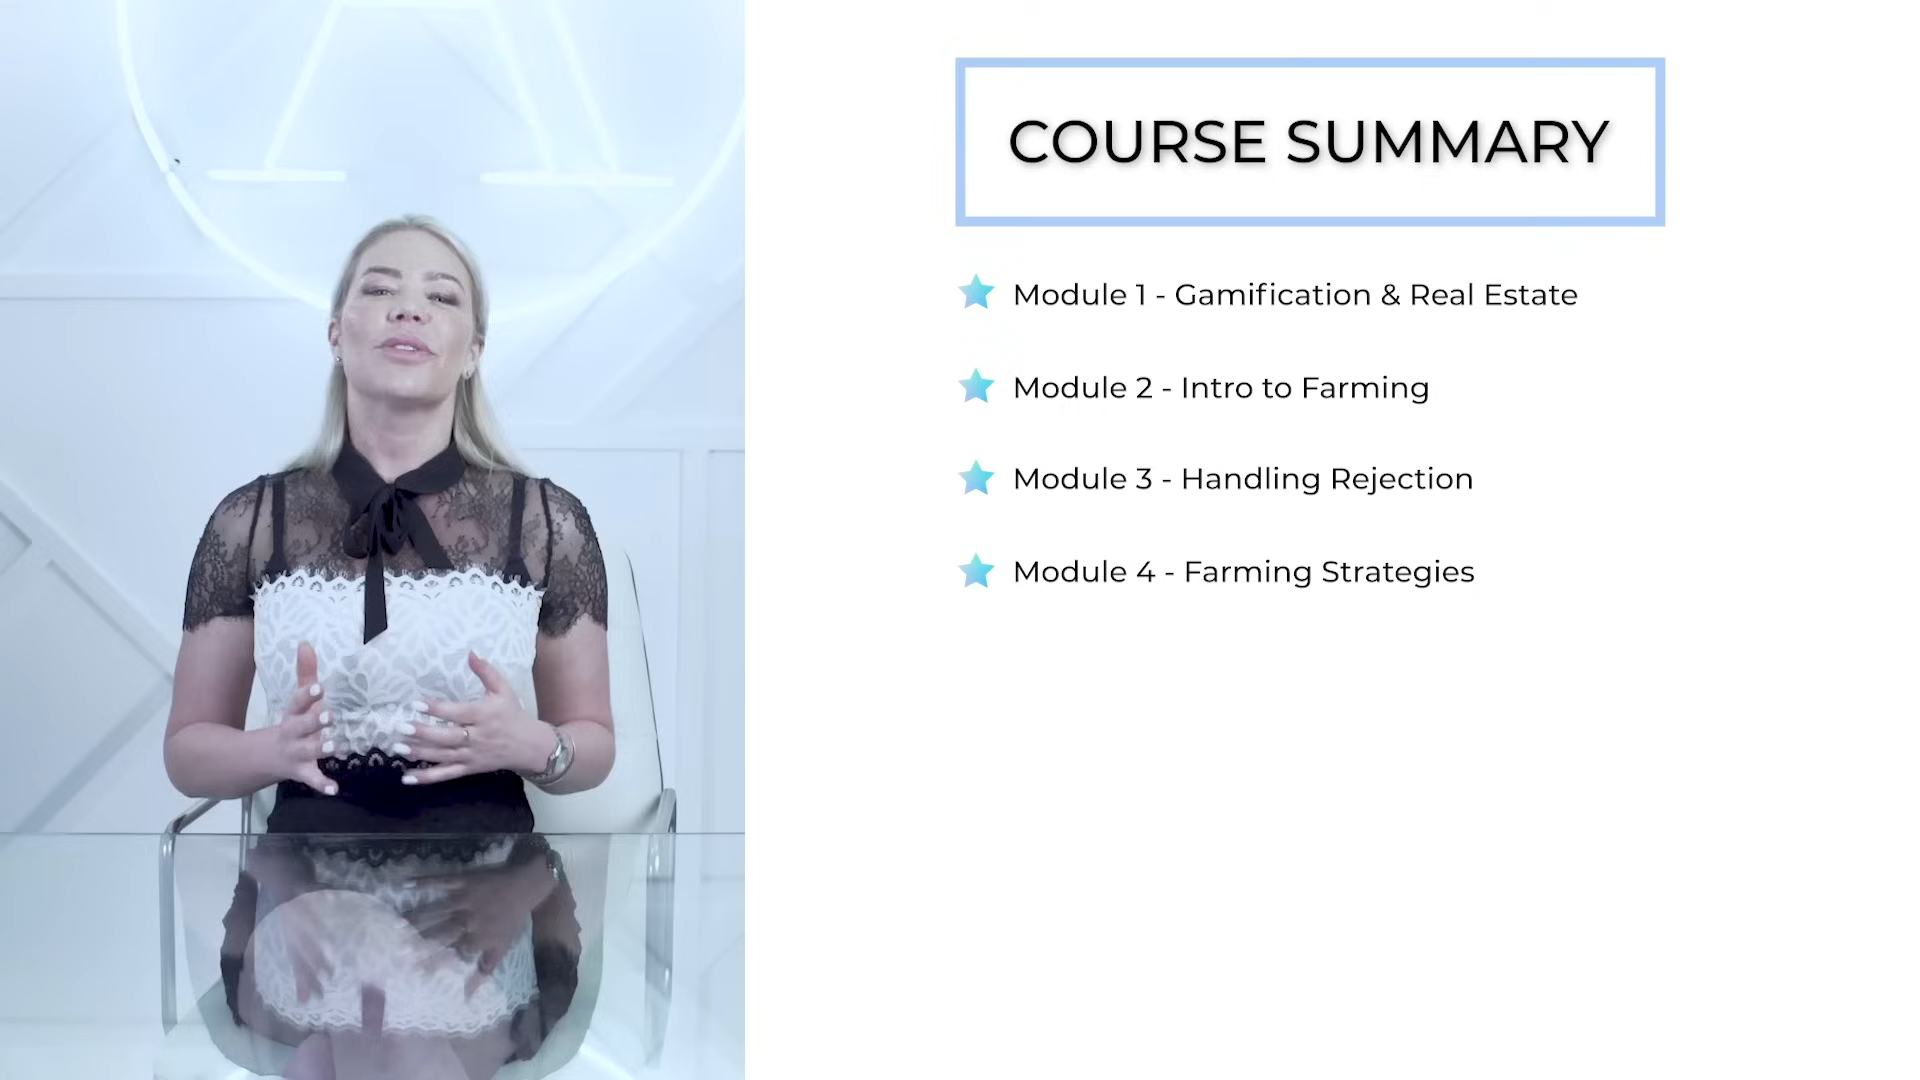 COURSE SUMMARY
Module 1 - Gamification & Real Estate
Module 2 - Intro to Farming
Module 3 - Handling Rejection
Module 4 - Farming Strategies